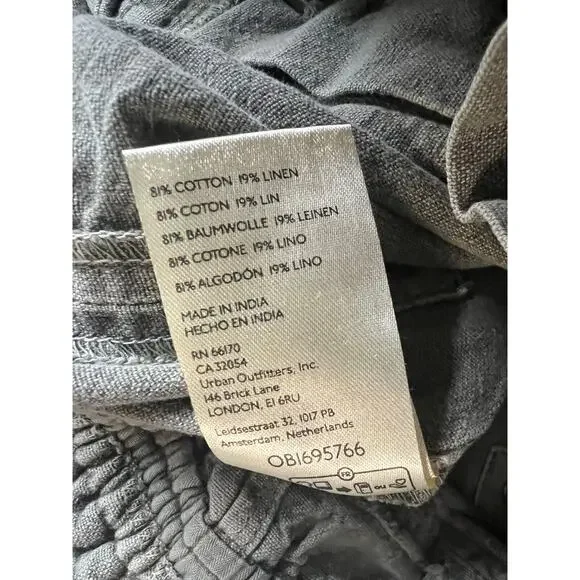 81% COTTON 19% LINEN
81% COTON 19% LIN
81% BAUMWOLLE 19% LEINEN
81% COTONE 19% LINO
81% ALGODÓN 19% LINO
MADE IN INDIA
HECHO EN INDIA
RN 66170
CA 32054
Urban Outfitters, Inc.
146 Brick Lane
LONDON, E1 6RU
Leidsestraat 32, 1017 PB
Amsterdam, Netherlands
OB1695766
FR
ou